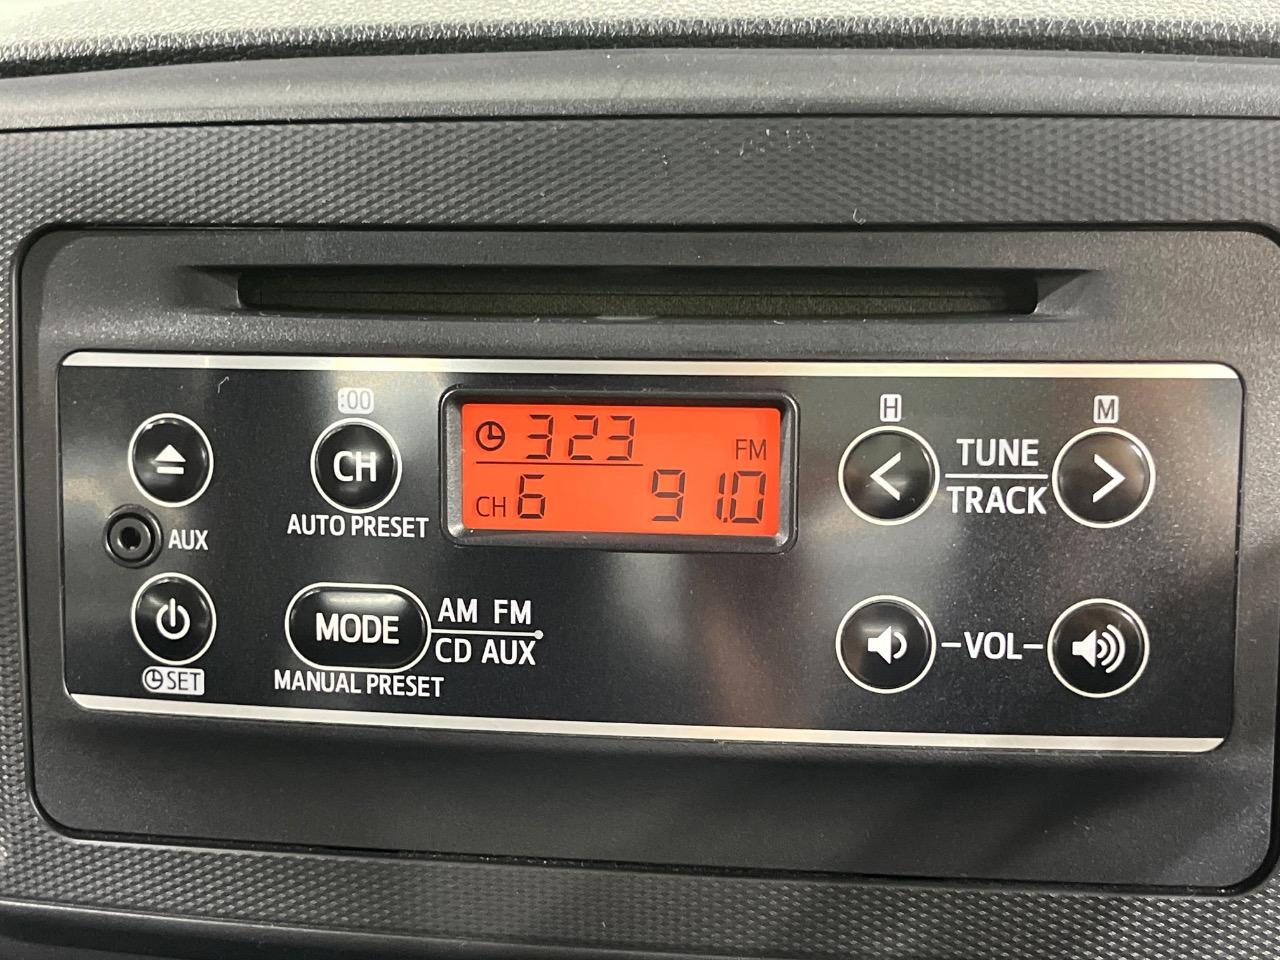 :00
H
M
323
FM
CH 6 91.0
CH
AUTO PRESET
TUNE
TRACK
AUX
MODE
AM FM
CD AUX
MANUAL PRESET
SET
-VOL-